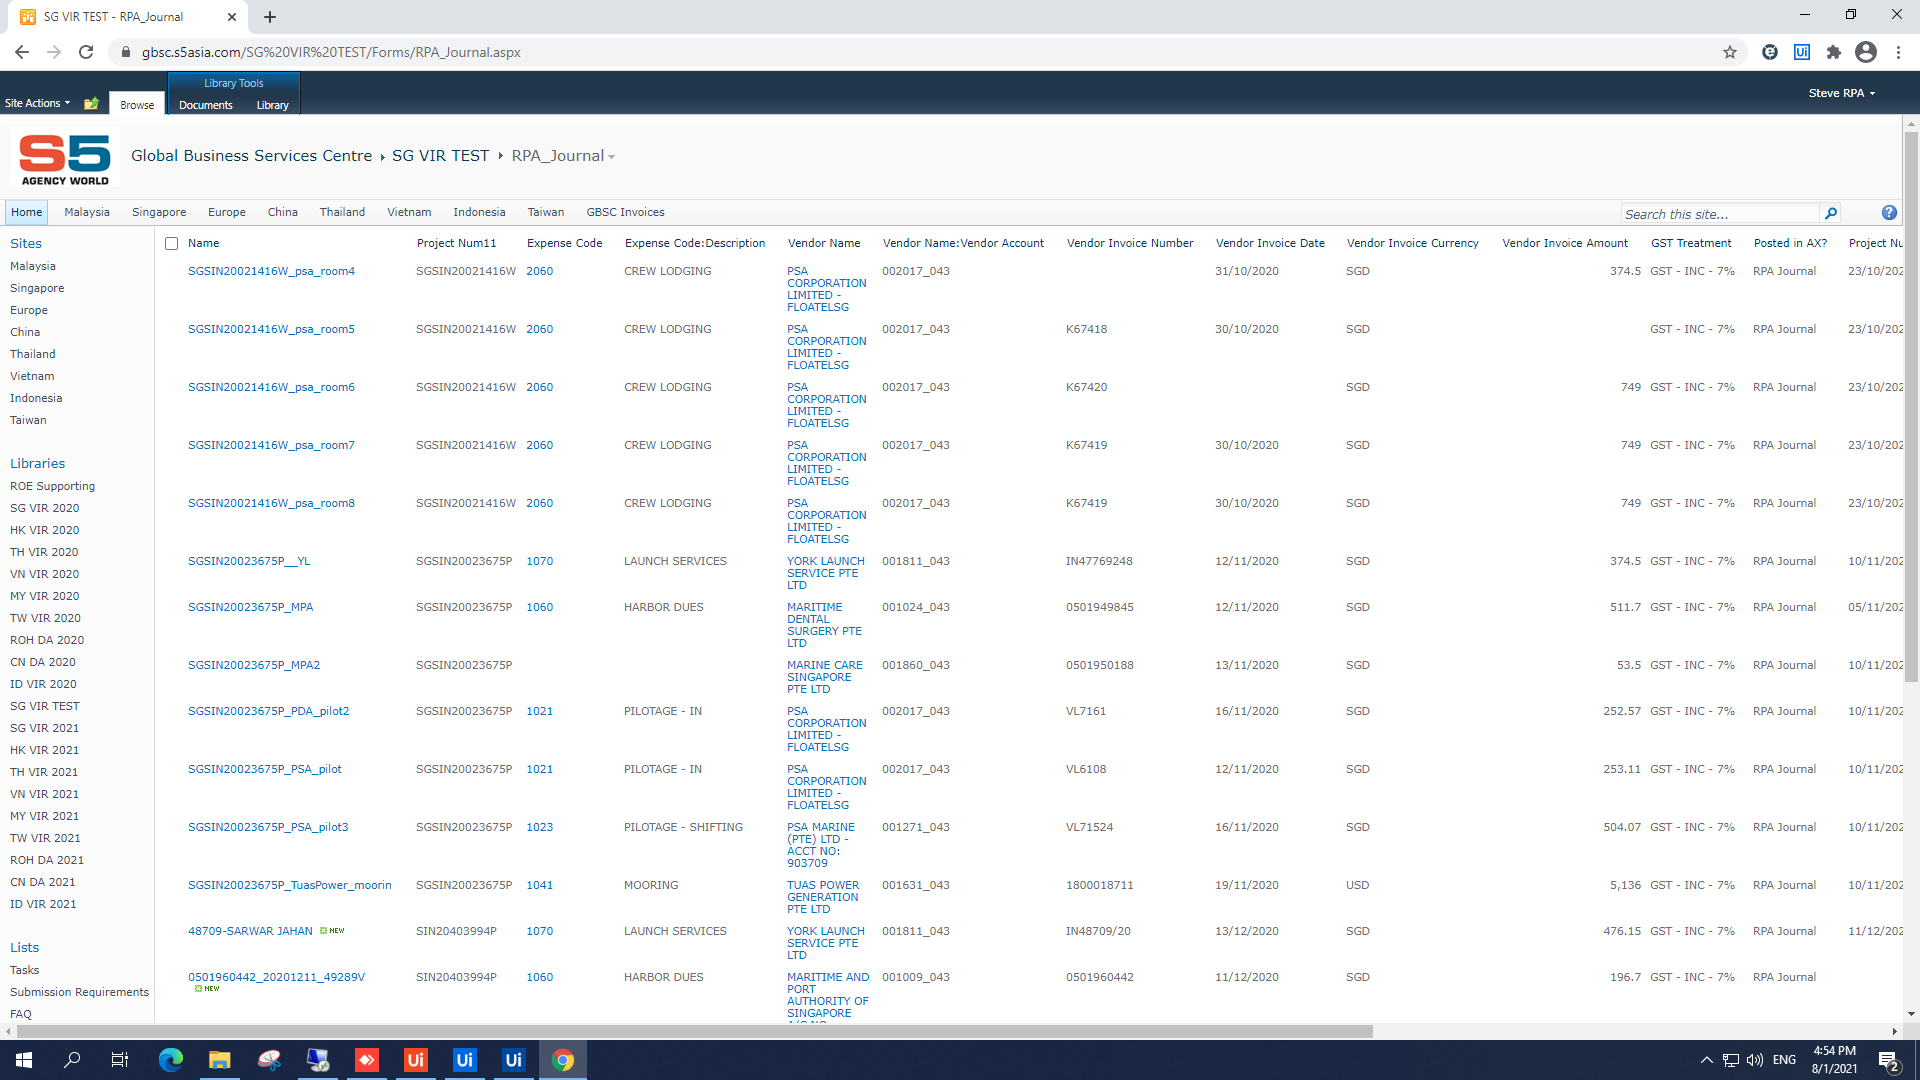 SG VIR TEST - RPA_Journal
gbsc.s5asia.com/SG%20VIR%20TEST/Forms/RPA_Journal.aspx
Library Tools
Site Actions Browse Documents Library
Steve RPA
S5
AGENCY WORLD
Global Business Services Centre SG VIR TEST RPA_Journal
Home Malaysia Singapore Europe China Thailand Vietnam Indonesia Taiwan GBSC Invoices
Search this site...
Sites
Malaysia
Singapore
Europe
China
Thailand
Vietnam
Indonesia
Taiwan
Libraries
ROE Supporting
SG VIR 2020
HK VIR 2020
TH VIR 2020
VN VIR 2020
MY VIR 2020
TW VIR 2020
ROH DA 2020
CN DA 2020
ID VIR 2020
SG VIR TEST
SG VIR 2021
HK VIR 2021
TH VIR 2021
VN VIR 2021
MY VIR 2021
TW VIR 2021
ROH DA 2021
CN DA 2021
ID VIR 2021
Lists
Tasks
Submission Requirements
FAQ
Name Project Num11 Expense Code Expense Code:Description Vendor Name Vendor Name:Vendor Account Vendor Invoice Number Vendor Invoice Date Vendor Invoice Currency Vendor Invoice Amount GST Treatment Posted in AX? Project Nu
SGSIN20021416W_psa_room4 SGSIN20021416W 2060 CREW LODGING PSA 002017_043 31/10/2020 SGD 374.5 GST - INC - 7% RPA Journal 23/10/202
CORPORATION
LIMITED -
FLOATELSG
SGSIN20021416W_psa_room5 SGSIN20021416W 2060 CREW LODGING PSA 002017_043 K67418 30/10/2020 SGD GST - INC - 7% RPA Journal 23/10/202
CORPORATION
LIMITED -
FLOATELSG
SGSIN20021416W_psa_room6 SGSIN20021416W 2060 CREW LODGING PSA 002017_043 K67420 SGD 749 GST - INC - 7% RPA Journal 23/10/202
CORPORATION
LIMITED -
FLOATELSG
SGSIN20021416W_psa_room7 SGSIN20021416W 2060 CREW LODGING PSA 002017_043 K67419 30/10/2020 SGD 749 GST - INC - 7% RPA Journal 23/10/202
CORPORATION
LIMITED -
FLOATELSG
SGSIN20021416W_psa_room8 SGSIN20021416W 2060 CREW LODGING PSA 002017_043 K67419 30/10/2020 SGD 749 GST - INC - 7% RPA Journal 23/10/202
CORPORATION
LIMITED -
FLOATELSG
SGSIN20023675P__YL SGSIN20023675P 1070 LAUNCH SERVICES YORK LAUNCH 001811_043 IN47769248 12/11/2020 SGD 374.5 GST - INC - 7% RPA Journal 10/11/202
SERVICE PTE
LTD
SGSIN20023675P_MPA SGSIN20023675P 1060 HARBOR DUES MARITIME 001024_043 0501949845 12/11/2020 SGD 511.7 GST - INC - 7% RPA Journal 05/11/202
DENTAL
SURGERY PTE
LTD
SGSIN20023675P_MPA2 SGSIN20023675P MARINE CARE 001860_043 0501950188 13/11/2020 SGD 53.5 GST - INC - 7% RPA Journal 10/11/202
SINGAPORE
PTE LTD
SGSIN20023675P_PDA_pilot2 SGSIN20023675P 1021 PILOTAGE - IN PSA 002017_043 VL7161 16/11/2020 SGD 252.57 GST - INC - 7% RPA Journal 10/11/202
CORPORATION
LIMITED -
FLOATELSG
SGSIN20023675P_PSA_pilot SGSIN20023675P 1021 PILOTAGE - IN PSA 002017_043 VL6108 12/11/2020 SGD 253.11 GST - INC - 7% RPA Journal 10/11/202
CORPORATION
LIMITED -
FLOATELSG
SGSIN20023675P_PSA_pilot3 SGSIN20023675P 1023 PILOTAGE - SHIFTING PSA MARINE 001271_043 VL71524 16/11/2020 SGD 504.07 GST - INC - 7% RPA Journal 10/11/202
(PTE) LTD -
ACCT NO:
903709
SGSIN20023675P_TuasPower_moorin SGSIN20023675P 1041 MOORING TUAS POWER 001631_043 1800018711 19/11/2020 USD 5,136 GST - INC - 7% RPA Journal 10/11/202
GENERATION
PTE LTD
48709-SARWAR JAHAN NEW SIN20403994P 1070 LAUNCH SERVICES YORK LAUNCH 001811_043 IN48709/20 13/12/2020 SGD 476.15 GST - INC - 7% RPA Journal 11/12/202
SERVICE PTE
LTD
0501960442_20201211_49289V SIN20403994P 1060 HARBOR DUES MARITIME AND 001009_043 0501960442 11/12/2020 SGD 196.7 GST - INC - 7% RPA Journal
NEW PORT
AUTHORITY OF
SINGAPORE
Ui Ui Ui
ENG
4:54 PM
8/1/2021
2